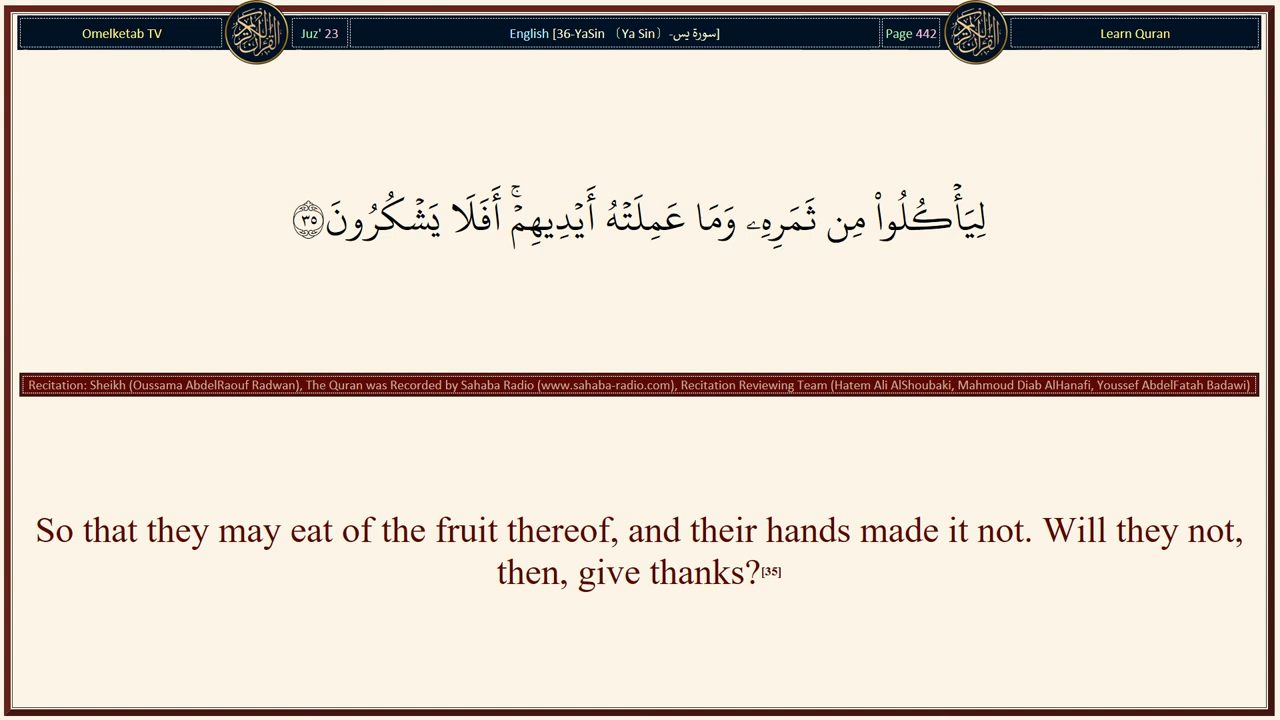 Omelketab TV
Juz' 23
English [36-YaSin （Ya Sin） -سورة يس]
Page 442
Learn Quran
لِيَأۡكُلُواْ مِن ثَمَرِهِۦ وَمَا عَمِلَتۡهُ أَيۡدِيهِمۡۚ أَفَلَا يَشۡكُرُونَ ٣٥
Recitation: Sheikh (Oussama AbdelRaouf Radwan), The Quran was Recorded by Sahaba Radio (www.sahaba-radio.com), Recitation Reviewing Team (Hatem Ali AlShoubaki, Mahmoud Diab AlHanafi, Youssef AbdelFatah Badawi)
So that they may eat of the fruit thereof, and their hands made it not. Will they not,
then, give thanks?[35]